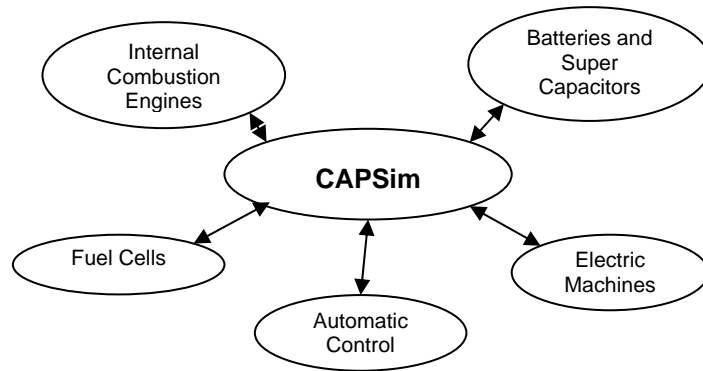 Internal
Combustion
Engines
Batteries and
Super
Capacitors
CAPSim
Fuel Cells
Electric
Machines
Automatic
Control